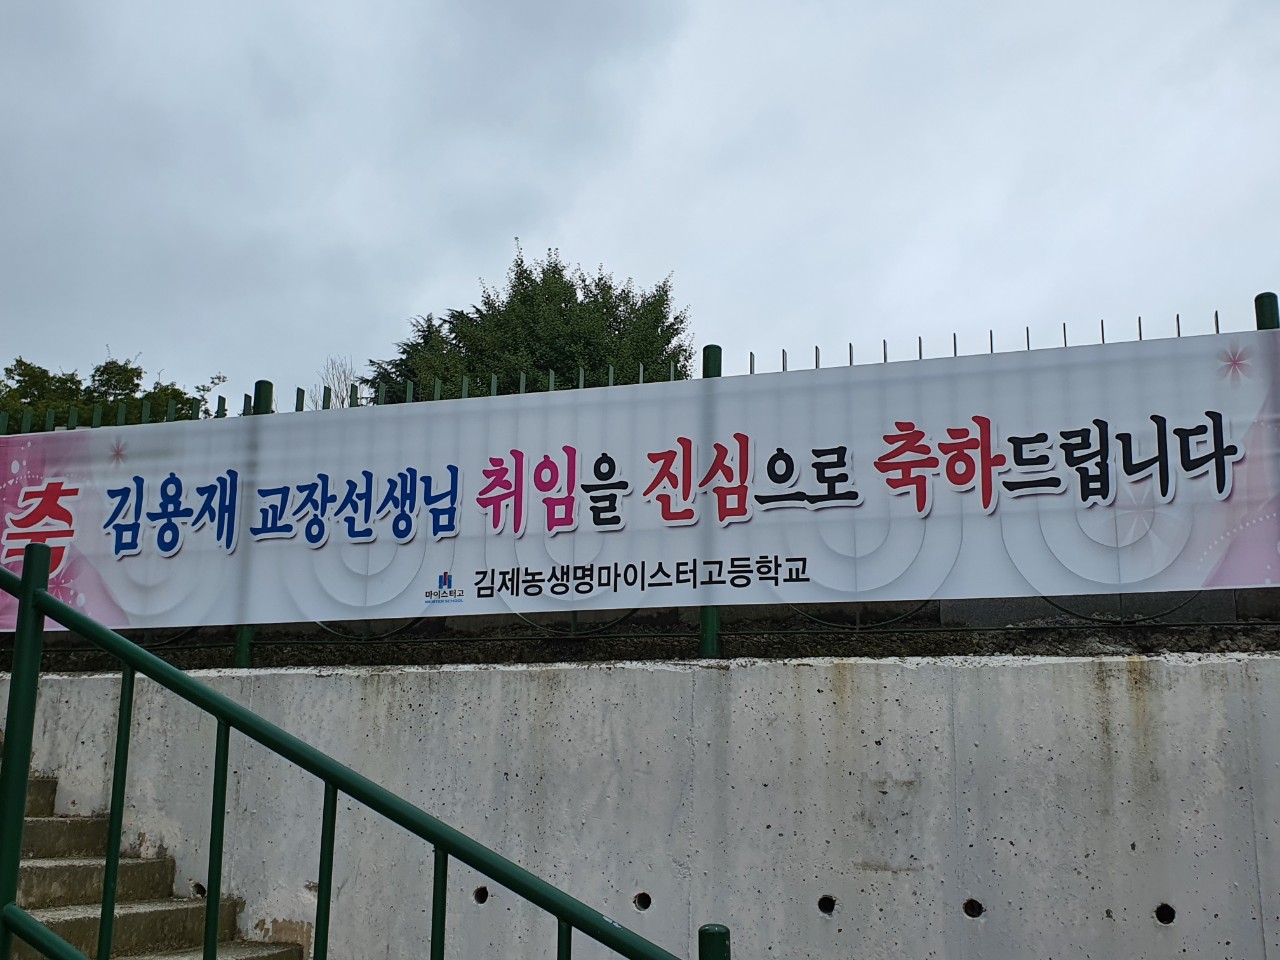 축 김용재 교장선생님 취임을 진심으로 축하드립니다
마이스터고
MEISTER SCHOOL
김제농생명마이스터고등학교